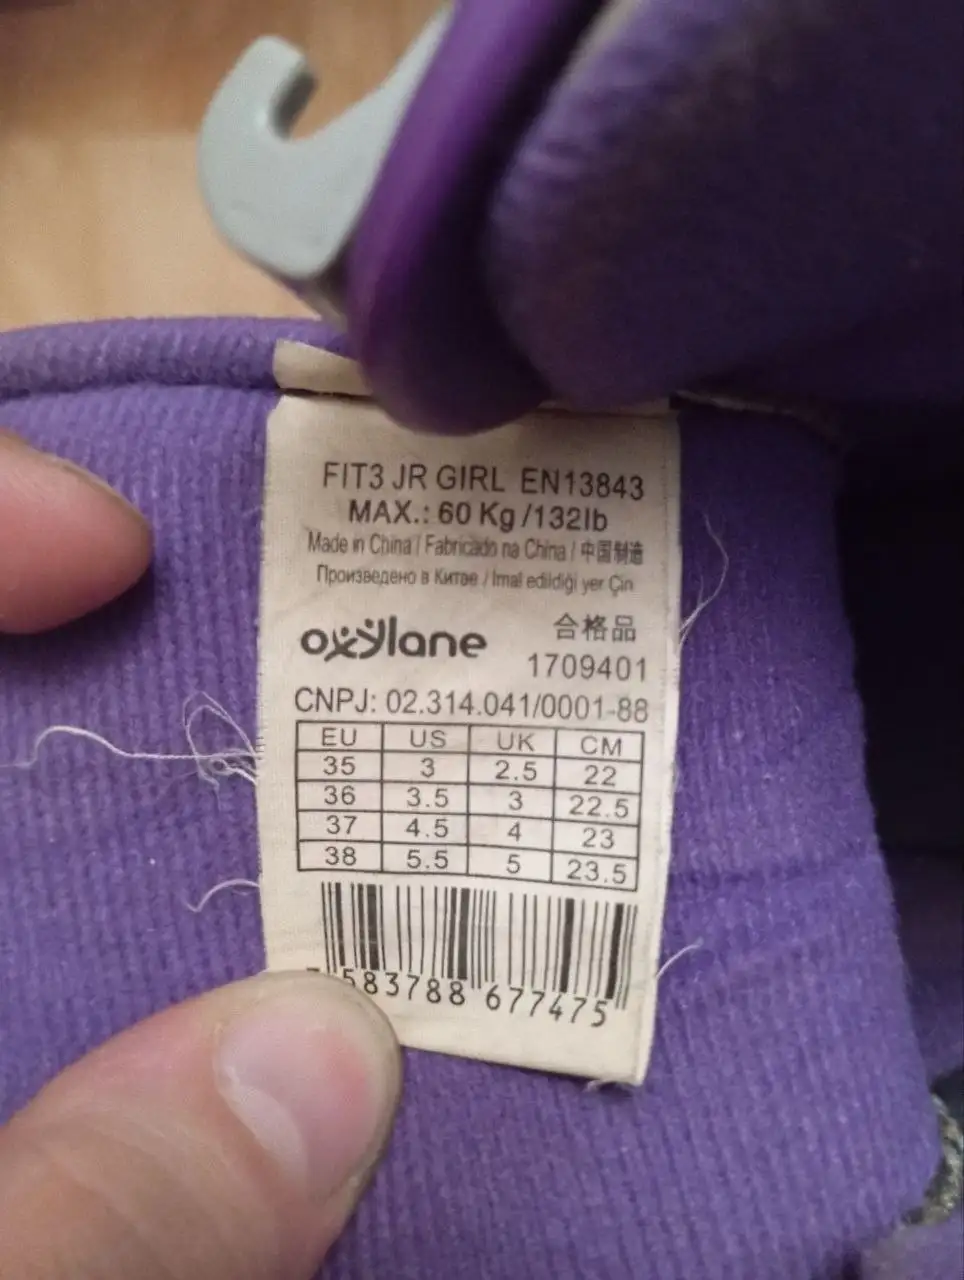 FIT3 JR GIRL EN13843
MAX.: 60 Kg /132lb
Made in China / Fabricado na China / 中国制造
Произведено в Китае / Imal edildiği yer Çin
oxylane
合格品
1709401
CNPJ: 02.314.041/0001-88
EU US UK CM
35 3 2.5 22
36 3.5 3 22.5
37 4.5 4 23
38 5.5 5 23.5
583788 677475